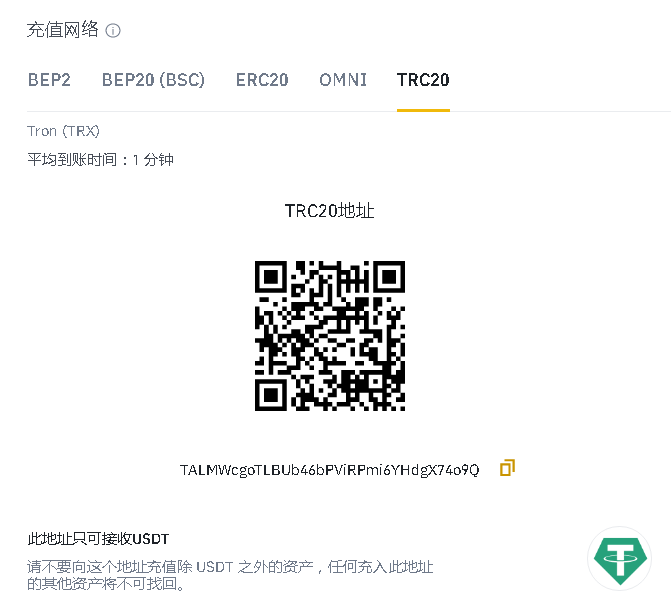 充值网络
BEP2 BEP20 (BSC) ERC20 OMNI TRC20
Tron (TRX)
平均到账时间：1 分钟
TRC20地址
TALMWcgoTLBUb46bPViRPmi6YHdgX74o9Q
此地址只可接收USDT
请不要向这个地址充值除 USDT 之外的资产，任何充入此地址
的其他资产将不可找回。